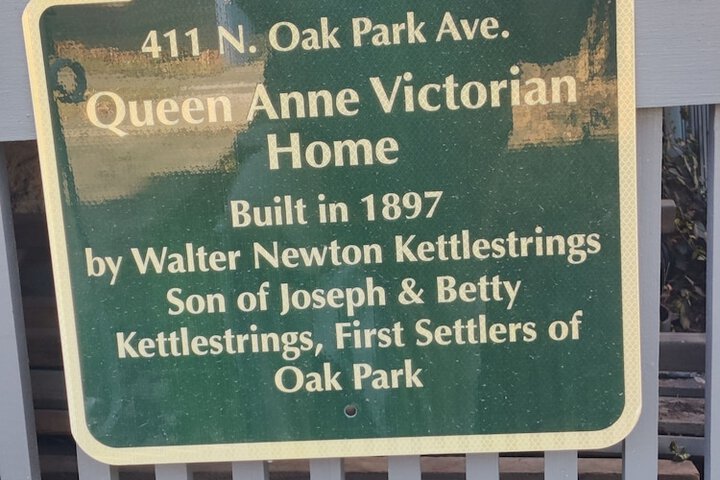 411 N. Oak Park Ave.
Queen Anne Victorian
Home
Built in 1897
by Walter Newton Kettlestrings
Son of Joseph & Betty
Kettlestrings, First Settlers of
Oak Park